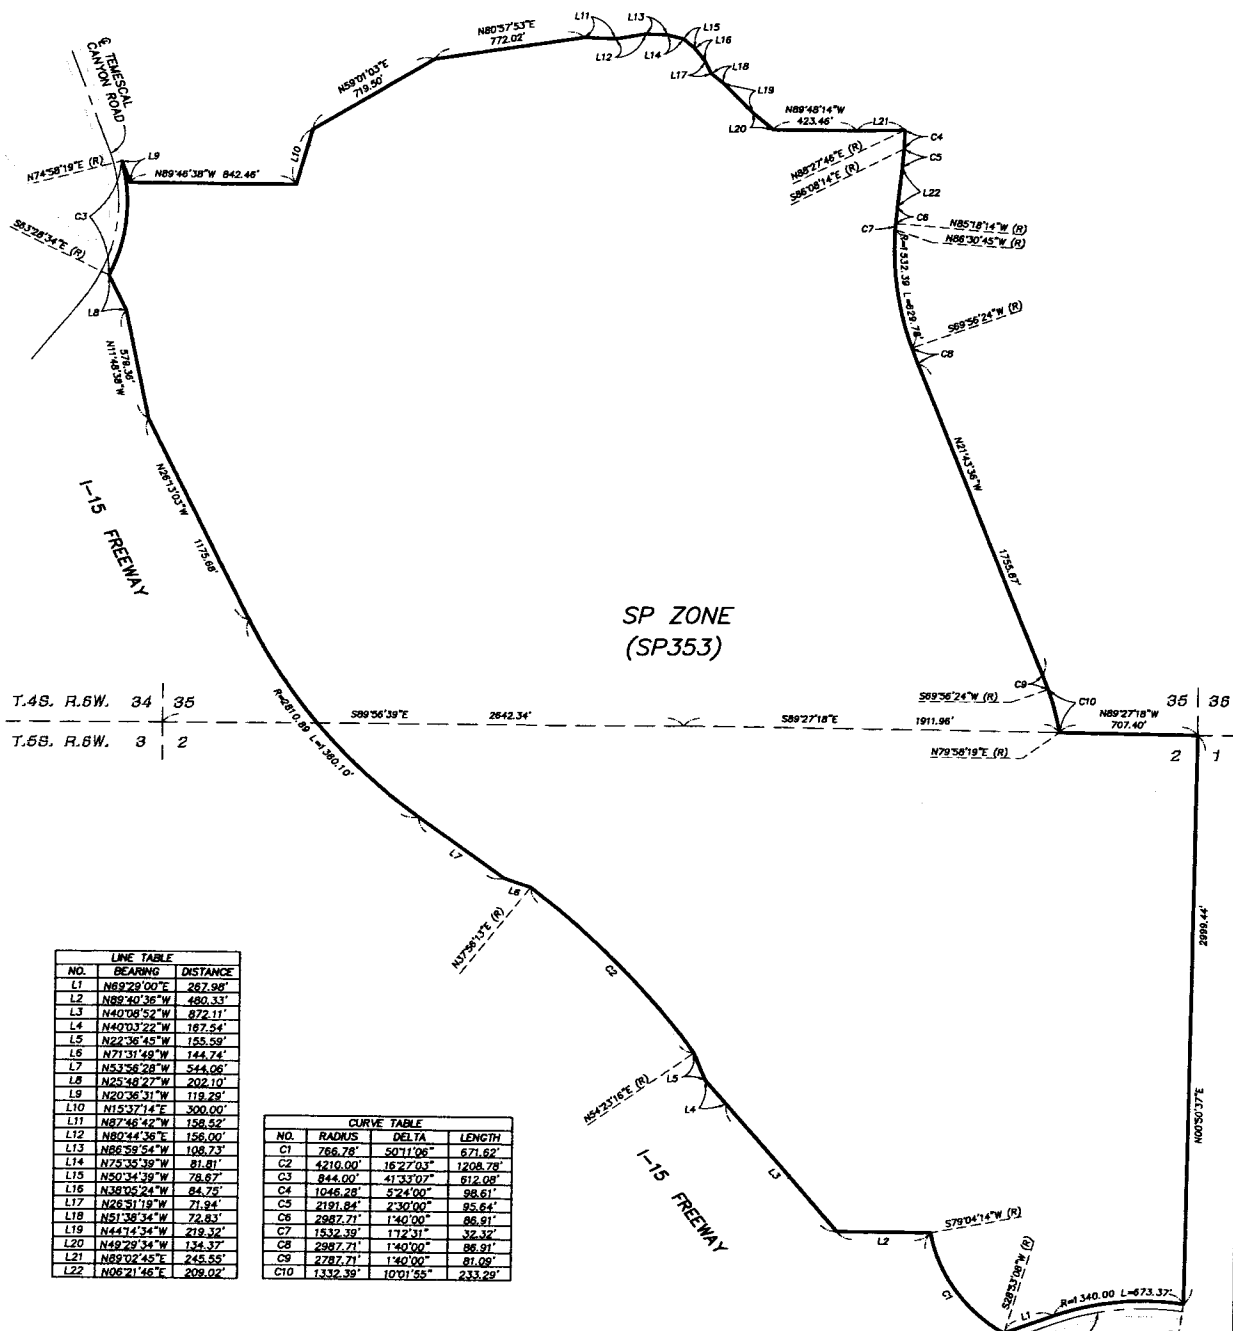 ℄ TEMESCAL
CANYON ROAD
N74°58'19"E (R)
L9
N89°46'38"W 842.46'
L10
N59°01'03"E
719.50'
N80°57'53"E
772.02'
L11
L12
L13
L14
L15
L16
L17
L18
L19
L20
N89°48'14"W
423.46'
L21
C4
C5
N88°27'46"E (R)
S86°08'14"E (R)
L22
C6
C7
N85°18'14"W (R)
N86°30'45"W (R)
R=1532.39 L=629.78'
S69°56'24"W (R)
C8
C3
S83°28'34"E (R)
L8
N11°48'38"W
579.36'
N26°13'03"W
1175.68'
I-15 FREEWAY
N21°43'36"W
1755.67'
SP ZONE
(SP353)
S69°56'24"W (R)
C9
C10
T.4S. R.6W. 34 35
T.5S. R.6W. 3 2
S89°56'39"E 2642.34'
S89°27'18"E 1911.96'
35 36
N89°27'18"W
707.40'
2 1
N79°58'19"E (R)
R=2810.89 L=1360.10'
L7
L6
N37°56'13"E (R)
C2
N54°23'16"E (R)
L5
L4
L3
I-15 FREEWAY
L2
S79°04'14"W (R)
C1
S28°53'08"W (R)
L1
R=1340.00 L=673.37'
2999.44'
N00°50'37"E
LINE TABLE
NO. BEARING DISTANCE
L1 N69°29'00"E 267.98'
L2 N89°40'36"W 480.33'
L3 N40°08'52"W 872.11'
L4 N40°03'22"W 167.54'
L5 N22°36'45"W 155.59'
L6 N71°31'49"W 144.74'
L7 N53°56'28"W 544.06'
L8 N25°48'27"W 202.10'
L9 N20°36'31"W 119.29'
L10 N15°37'14"E 300.00'
L11 N87°46'42"W 158.52'
L12 N80°44'36"E 156.00'
L13 N86°59'54"W 108.73'
L14 N75°35'39"W 81.81'
L15 N50°34'39"W 78.67'
L16 N38°05'24"W 84.75'
L17 N26°51'19"W 71.94'
L18 N51°38'34"W 72.83'
L19 N44°14'34"W 219.32'
L20 N49°29'34"W 134.37'
L21 N89°02'45"E 245.55'
L22 N06°21'46"E 209.02'
CURVE TABLE
NO. RADIUS DELTA LENGTH
C1 766.78' 50°11'06" 671.62'
C2 4210.00' 16°27'03" 1208.78'
C3 844.00' 41°33'07" 612.08'
C4 1046.28' 5°24'00" 98.61'
C5 2191.84' 2°30'00" 95.64'
C6 2987.71' 1°40'00" 86.91'
C7 1532.39' 1°12'31" 32.32'
C8 2987.71' 1°40'00" 86.91'
C9 2787.71' 1°40'00" 81.09'
C10 1332.39' 10°01'55" 233.29'